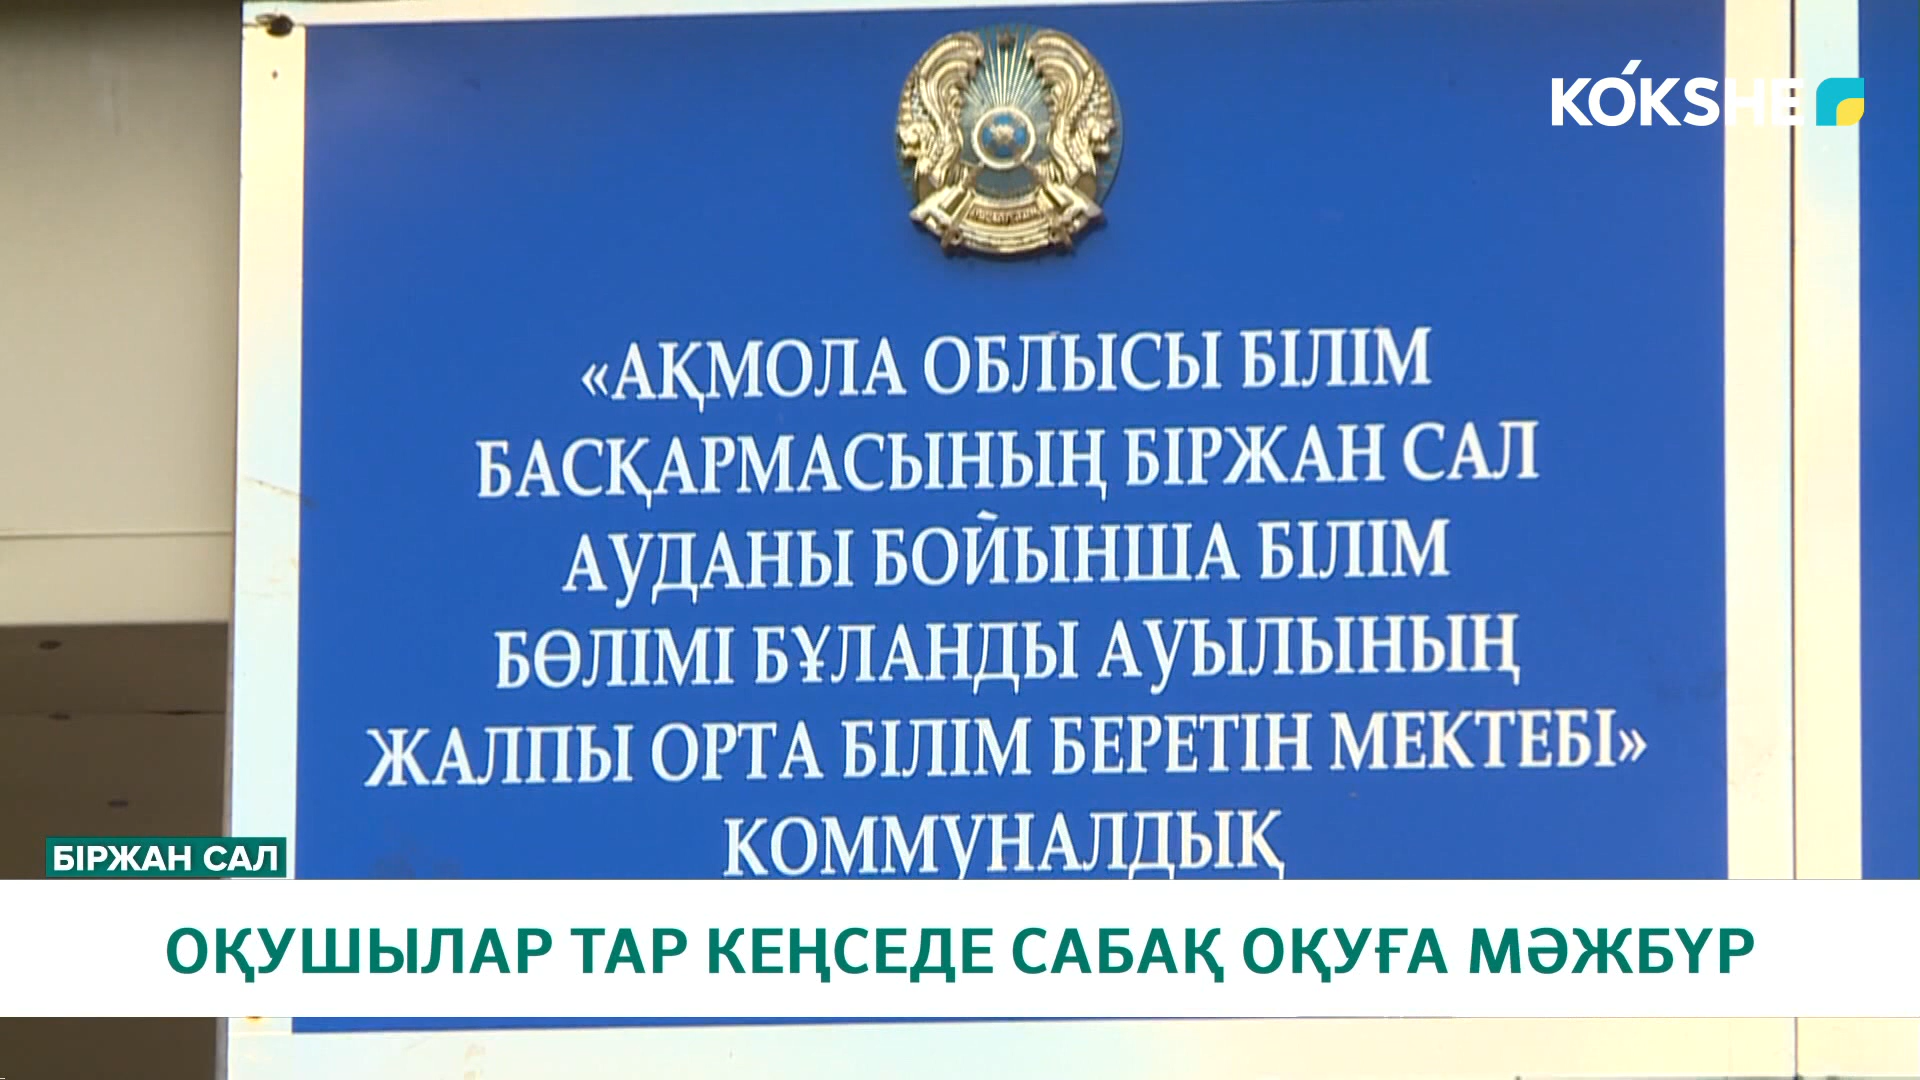 KÓKSHE
«АҚМОЛА ОБЛЫСЫ БІЛІМ
БАСҚАРМАСЫНЫҢ БІРЖАН САЛ
АУДАНЫ БОЙЫНША БІЛІМ
БӨЛІМІ БҰЛАНДЫ АУЫЛЫНЫҢ
ЖАЛПЫ ОРТА БІЛІМ БЕРЕТІН МЕКТЕБІ»
КОММУНАЛДЫҚ
БІРЖАН САЛ
ОҚУШЫЛАР ТАР КЕҢСЕДЕ САБАҚ ОҚУҒА МӘЖБҮР